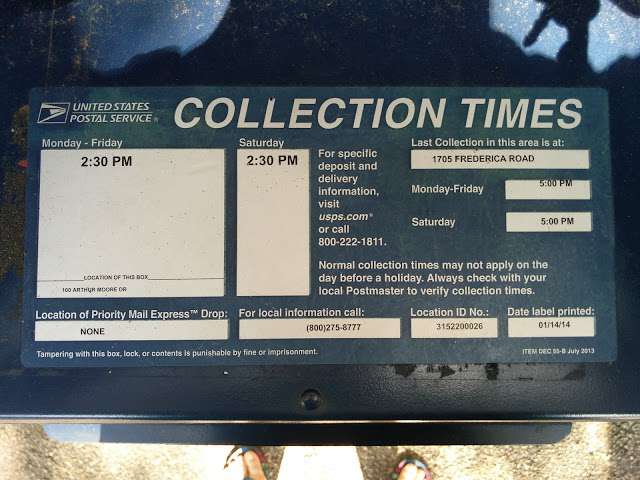 UNITED STATES
POSTAL SERVICE®
COLLECTION TIMES
Monday - Friday
2:30 PM
LOCATION OF THIS BOX
100 ARTHUR MOORE DR
Saturday
2:30 PM
For specific
deposit and
delivery
information,
visit
usps.com®
or call
800-222-1811.
Last Collection in this area is at:
1705 FREDERICA ROAD
Monday-Friday 5:00 PM
Saturday 5:00 PM
Normal collection times may not apply on the
day before a holiday. Always check with your
local Postmaster to verify collection times.
Location of Priority Mail Express™ Drop:
NONE
For local information call:
(800)275-8777
Location ID No.:
3152200026
Date label printed:
01/14/14
Tampering with this box, lock, or contents is punishable by fine or imprisonment.
ITEM DEC 55-B July 2013